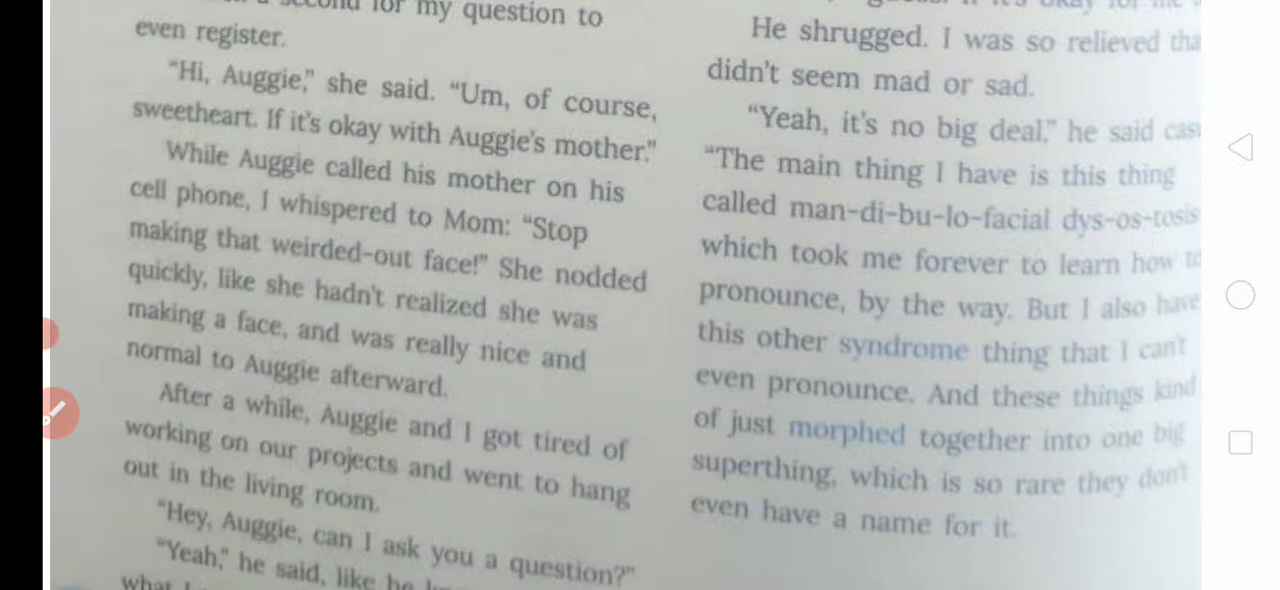 second for my question to
even register.
“Hi, Auggie,” she said. “Um, of course,
sweetheart. If it’s okay with Auggie’s mother.”
While Auggie called his mother on his
cell phone, I whispered to Mom: “Stop
making that weirded-out face!” She nodded
quickly, like she hadn’t realized she was
making a face, and was really nice and
normal to Auggie afterward.
After a while, Auggie and I got tired of
working on our projects and went to hang
out in the living room.
“Hey, Auggie, can I ask you a question?”
“Yeah,” he said, like he
what I
He shrugged. I was so relieved
didn’t seem mad or sad.
“Yeah, it’s no big deal,” he said
“The main thing I have is this thing
called man-di-bu-lo-facial dys-os-tosis
which took me forever to learn how to
pronounce, by the way. But I also have
this other syndrome thing that I can’t
even pronounce. And these things kind
of just morphed together into one big
superthing, which is so rare they don’t
even have a name for it.